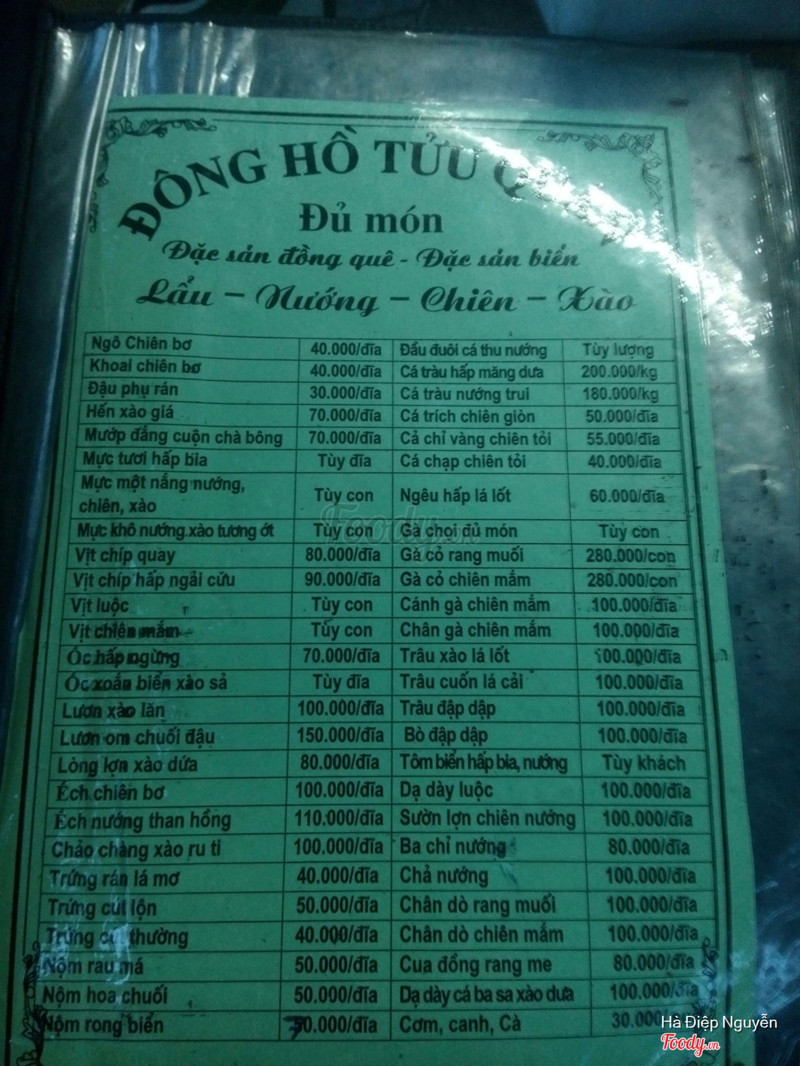 ĐÔNG HỒ TỬU
Đủ món
Đặc sản đồng quê - Đặc sản biển
Lẩu – Nướng – Chiên – Xào
Ngô Chiên bơ 40.000/đĩa Đầu đuôi cá thu nướng Tùy lượng
Khoai chiên bơ 40.000/đĩa Cá tràu hấp măng dưa 200.000/kg
Đậu phụ rán 30.000/đĩa Cá tràu nướng trui 180.000/kg
Hến xào giá 70.000/đĩa Cá trích chiên giòn 50.000/đĩa
Mướp đắng cuộn chà bông 70.000/đĩa Cả chỉ vàng chiên tỏi 55.000/đĩa
Mực tươi hấp bia Tùy đĩa Cá chạp chiên tỏi 40.000/đĩa
Mực một nắng nướng, chiên, xào Tùy con Ngêu hấp lá lốt 60.000/đĩa
Mực khô nướng xào tương ớt Tùy con Gà chọi đủ món Tùy con
Vịt chíp quay 80.000/đĩa Gà cỏ rang muối 280.000/con
Vịt chíp hấp ngải cứu 90.000/đĩa Gà cỏ chiên mắm 280.000/con
Vịt luộc Tùy con Cánh gà chiên mắm 100.000/đĩa
Vịt chiên mắm Tùy con Chân gà chiên mắm 100.000/đĩa
Ốc hấp ngừng 70.000/đĩa Trâu xào lá lốt 100.000/đĩa
Ốc xoắn biển xào sả Tùy đĩa Trâu cuốn lá cải 100.000/đĩa
Lươn xào lăn 100.000/đĩa Trâu đập dập 100.000/đĩa
Lươn om chuối đậu 150.000/đĩa Bò đập dập 100.000/đĩa
Lòng lợn xào dứa 80.000/đĩa Tôm biển hấp bia, nướng Tùy khách
Ếch chiên bơ 100.000/đĩa Dạ dày luộc 100.000/đĩa
Ếch nướng than hồng 110.000/đĩa Sườn lợn chiên nướng 100.000/đĩa
Chảo chàng xào ru ti 100.000/đĩa Ba chỉ nướng 80.000/đĩa
Trứng rán lá mơ 40.000/đĩa Chả nướng 100.000/đĩa
Trứng cút lộn 50.000/đĩa Chân dò rang muối 100.000/đĩa
Trứng cút thường 40.000/đĩa Chân dò chiên mắm 100.000/đĩa
Nộm rau má 50.000/đĩa Cua đồng rang me 80.000/đĩa
Nộm hoa chuối 50.000/đĩa Dạ dày cá ba sa xào dưa 100.000/đĩa
Nộm rong biển 70.000/đĩa Cơm, canh, Cà 30.000
Foody.vn
Hà Điệp Nguyễn
Foody.vn